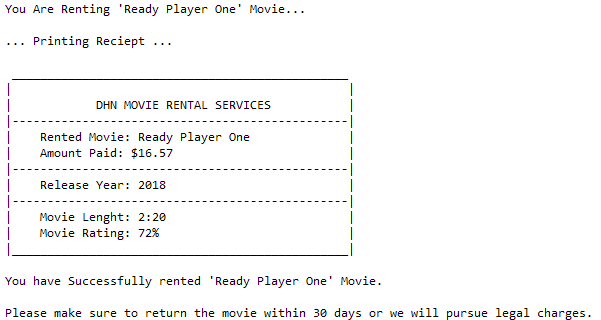 You Are Renting 'Ready Player One' Movie...
... Printing Reciept ...
DHN MOVIE RENTAL SERVICES
Rented Movie: Ready Player One
Amount Paid: $16.57
Release Year: 2018
Movie Lenght: 2:20
Movie Rating: 72%
You have Successfully rented 'Ready Player One' Movie.
Please make sure to return the movie within 30 days or we will pursue legal charges.